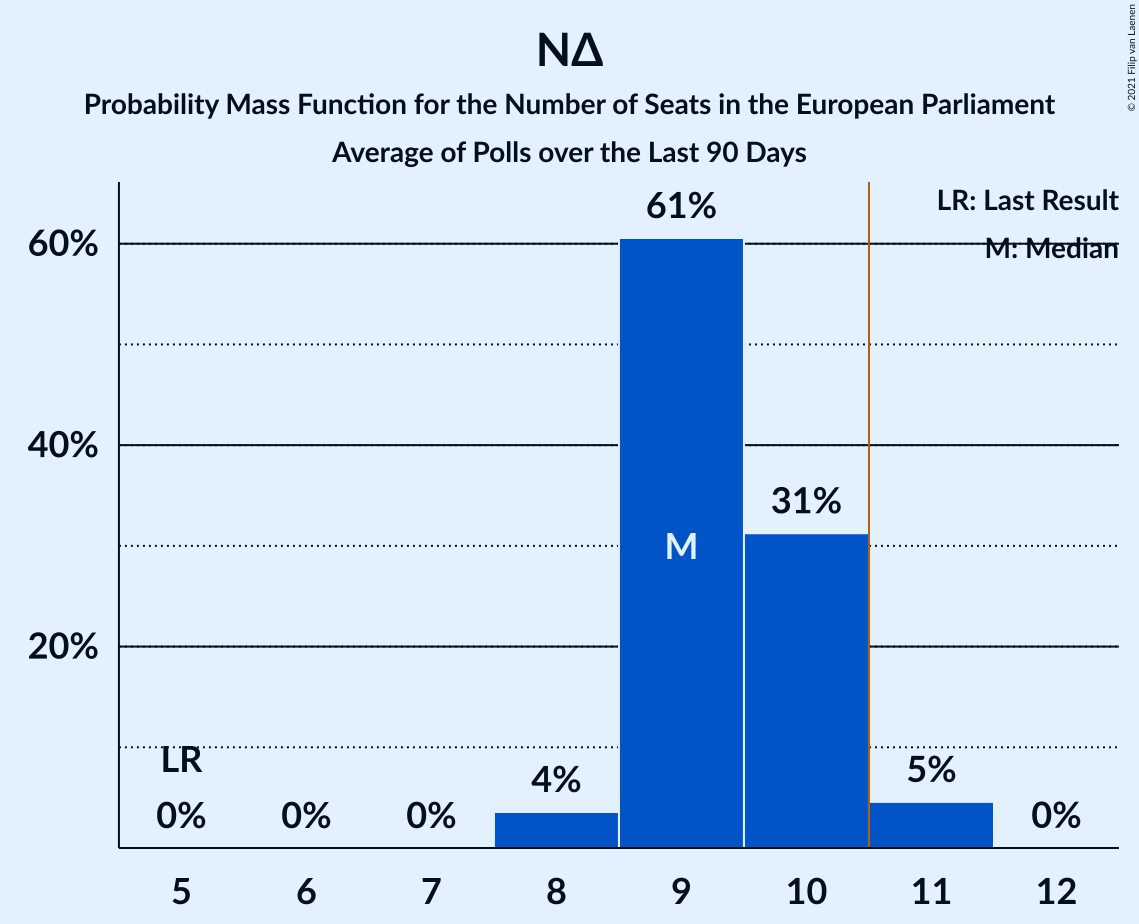 © 2021 Filip van Laenen
ΝΔ
Probability Mass Function for the Number of Seats in the European Parliament
Average of Polls over the Last 90 Days
LR: Last Result
M: Median
60%
40%
20%
61%
31%
M
LR
0%
0%
0%
4%
5%
0%
5
6
7
8
9
10
11
12